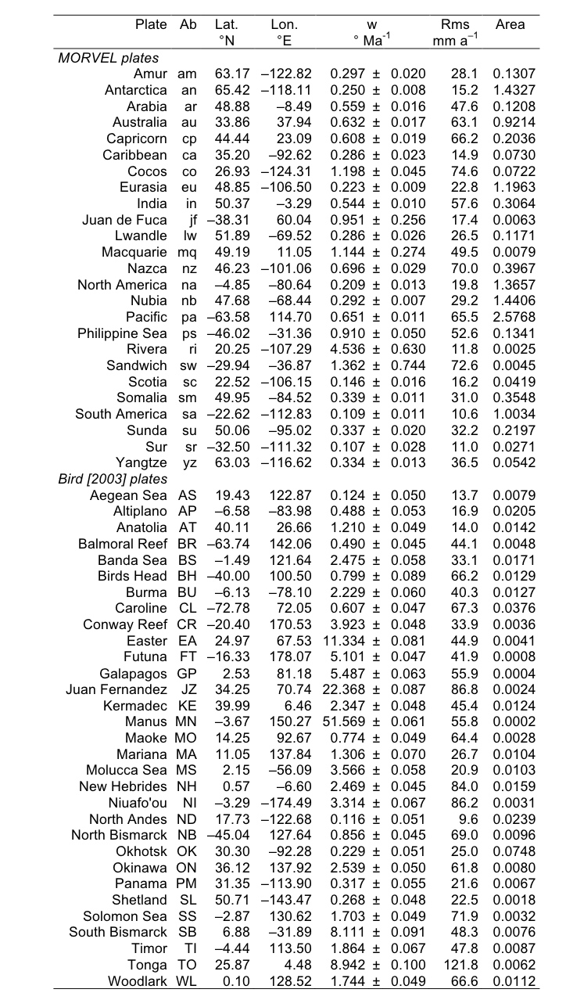 Plate Ab Lat. Lon. w Rms Area
°N °E ° Ma-1 mm a–1
MORVEL plates
Amur am 63.17 –122.82 0.297 ± 0.020 28.1 0.1307
Antarctica an 65.42 –118.11 0.250 ± 0.008 15.2 1.4327
Arabia ar 48.88 –8.49 0.559 ± 0.016 47.6 0.1208
Australia au 33.86 37.94 0.632 ± 0.017 63.1 0.9214
Capricorn cp 44.44 23.09 0.608 ± 0.019 66.2 0.2036
Caribbean ca 35.20 –92.62 0.286 ± 0.023 14.9 0.0730
Cocos co 26.93 –124.31 1.198 ± 0.045 74.6 0.0722
Eurasia eu 48.85 –106.50 0.223 ± 0.009 22.8 1.1963
India in 50.37 –3.29 0.544 ± 0.010 57.6 0.3064
Juan de Fuca jf –38.31 60.04 0.951 ± 0.256 17.4 0.0063
Lwandle lw 51.89 –69.52 0.286 ± 0.026 26.5 0.1171
Macquarie mq 49.19 11.05 1.144 ± 0.274 49.5 0.0079
Nazca nz 46.23 –101.06 0.696 ± 0.029 70.0 0.3967
North America na –4.85 –80.64 0.209 ± 0.013 19.8 1.3657
Nubia nb 47.68 –68.44 0.292 ± 0.007 29.2 1.4406
Pacific pa –63.58 114.70 0.651 ± 0.011 65.5 2.5768
Philippine Sea ps –46.02 –31.36 0.910 ± 0.050 52.6 0.1341
Rivera ri 20.25 –107.29 4.536 ± 0.630 11.8 0.0025
Sandwich sw –29.94 –36.87 1.362 ± 0.744 72.6 0.0045
Scotia sc 22.52 –106.15 0.146 ± 0.016 16.2 0.0419
Somalia sm 49.95 –84.52 0.339 ± 0.011 31.0 0.3548
South America sa –22.62 –112.83 0.109 ± 0.011 10.6 1.0034
Sunda su 50.06 –95.02 0.337 ± 0.020 32.2 0.2197
Sur sr –32.50 –111.32 0.107 ± 0.028 11.0 0.0271
Yangtze yz 63.03 –116.62 0.334 ± 0.013 36.5 0.0542
Bird [2003] plates
Aegean Sea AS 19.43 122.87 0.124 ± 0.050 13.7 0.0079
Altiplano AP –6.58 –83.98 0.488 ± 0.053 16.9 0.0205
Anatolia AT 40.11 26.66 1.210 ± 0.049 14.0 0.0142
Balmoral Reef BR –63.74 142.06 0.490 ± 0.045 44.1 0.0048
Banda Sea BS –1.49 121.64 2.475 ± 0.058 33.1 0.0171
Birds Head BH –40.00 100.50 0.799 ± 0.089 66.2 0.0129
Burma BU –6.13 –78.10 2.229 ± 0.060 40.3 0.0127
Caroline CL –72.78 72.05 0.607 ± 0.047 67.3 0.0376
Conway Reef CR –20.40 170.53 3.923 ± 0.048 33.9 0.0036
Easter EA 24.97 67.53 11.334 ± 0.081 44.9 0.0041
Futuna FT –16.33 178.07 5.101 ± 0.047 41.9 0.0008
Galapagos GP 2.53 81.18 5.487 ± 0.063 55.9 0.0004
Juan Fernandez JZ 34.25 70.74 22.368 ± 0.087 86.8 0.0024
Kermadec KE 39.99 6.46 2.347 ± 0.048 45.4 0.0124
Manus MN –3.67 150.27 51.569 ± 0.061 55.8 0.0002
Maoke MO 14.25 92.67 0.774 ± 0.049 64.4 0.0028
Mariana MA 11.05 137.84 1.306 ± 0.070 26.7 0.0104
Molucca Sea MS 2.15 –56.09 3.566 ± 0.058 20.9 0.0103
New Hebrides NH 0.57 –6.60 2.469 ± 0.045 84.0 0.0159
Niuafo'ou NI –3.29 –174.49 3.314 ± 0.067 86.2 0.0031
North Andes ND 17.73 –122.68 0.116 ± 0.051 9.6 0.0239
North Bismarck NB –45.04 127.64 0.856 ± 0.045 69.0 0.0096
Okhotsk OK 30.30 –92.28 0.229 ± 0.051 25.0 0.0748
Okinawa ON 36.12 137.92 2.539 ± 0.050 61.8 0.0080
Panama PM 31.35 –113.90 0.317 ± 0.055 21.6 0.0067
Shetland SL 50.71 –143.47 0.268 ± 0.048 22.5 0.0018
Solomon Sea SS –2.87 130.62 1.703 ± 0.049 71.9 0.0032
South Bismarck SB 6.88 –31.89 8.111 ± 0.091 48.3 0.0076
Timor TI –4.44 113.50 1.864 ± 0.067 47.8 0.0087
Tonga TO 25.87 4.48 8.942 ± 0.100 121.8 0.0062
Woodlark WL 0.10 128.52 1.744 ± 0.049 66.6 0.0112